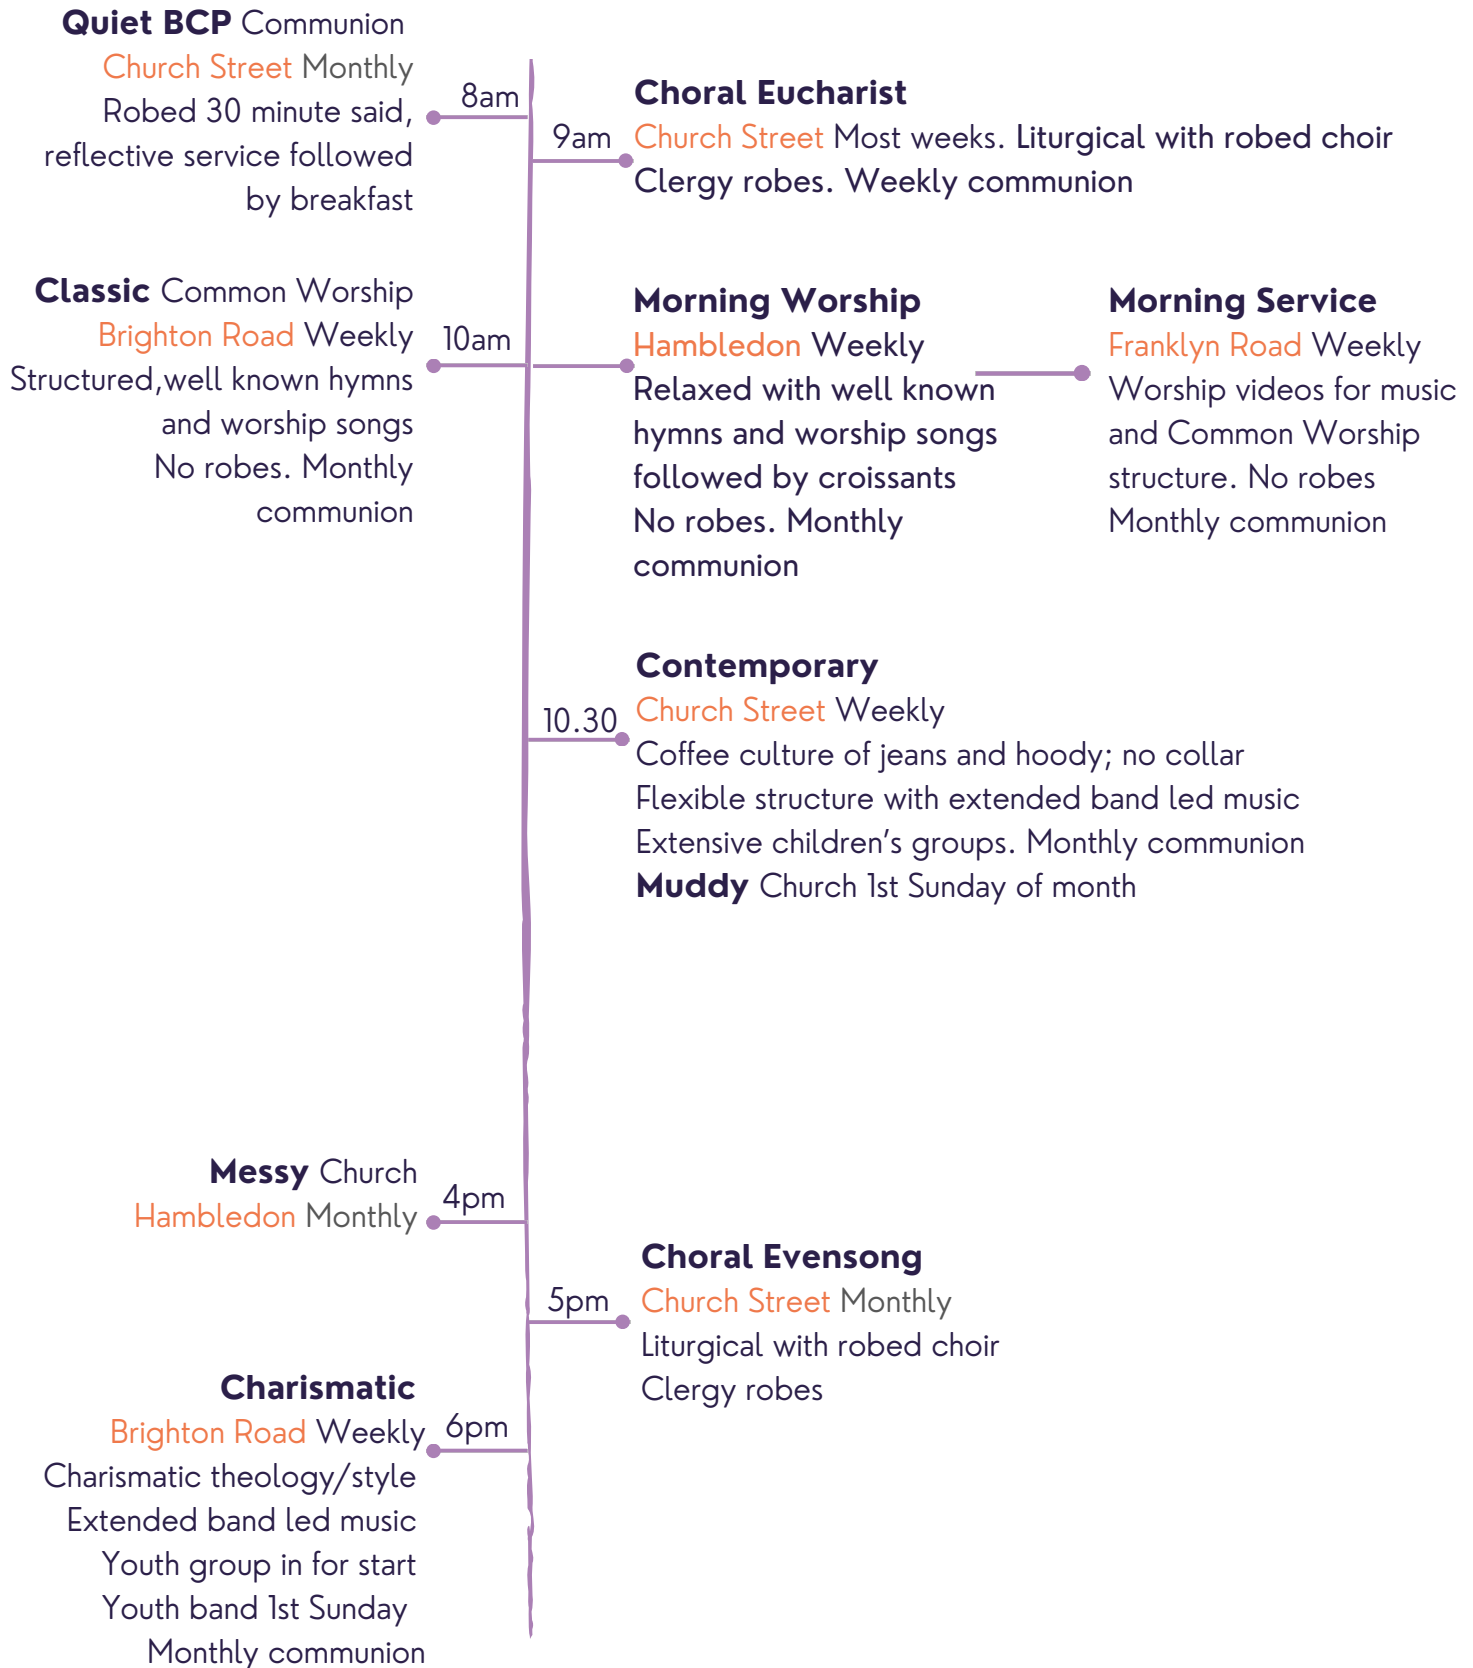 Quiet BCP Communion
Church Street Monthly
Robed 30 minute said,
reflective service followed
by breakfast
8am
9am
Choral Eucharist
Church Street Most weeks. Liturgical with robed choir
Clergy robes. Weekly communion
Classic Common Worship
Brighton Road Weekly
Structured,well known hymns
and worship songs
No robes. Monthly
communion
10am
Morning Worship
Hambledon Weekly
Relaxed with well known
hymns and worship songs
followed by croissants
No robes. Monthly
communion
Morning Service
Franklyn Road Weekly
Worship videos for music
and Common Worship
structure. No robes
Monthly communion
10.30
Contemporary
Church Street Weekly
Coffee culture of jeans and hoody; no collar
Flexible structure with extended band led music
Extensive children's groups. Monthly communion
Muddy Church 1st Sunday of month
Messy Church
Hambledon Monthly
4pm
5pm
Choral Evensong
Church Street Monthly
Liturgical with robed choir
Clergy robes
Charismatic
Brighton Road Weekly
6pm
Charismatic theology/style
Extended band led music
Youth group in for start
Youth band 1st Sunday
Monthly communion